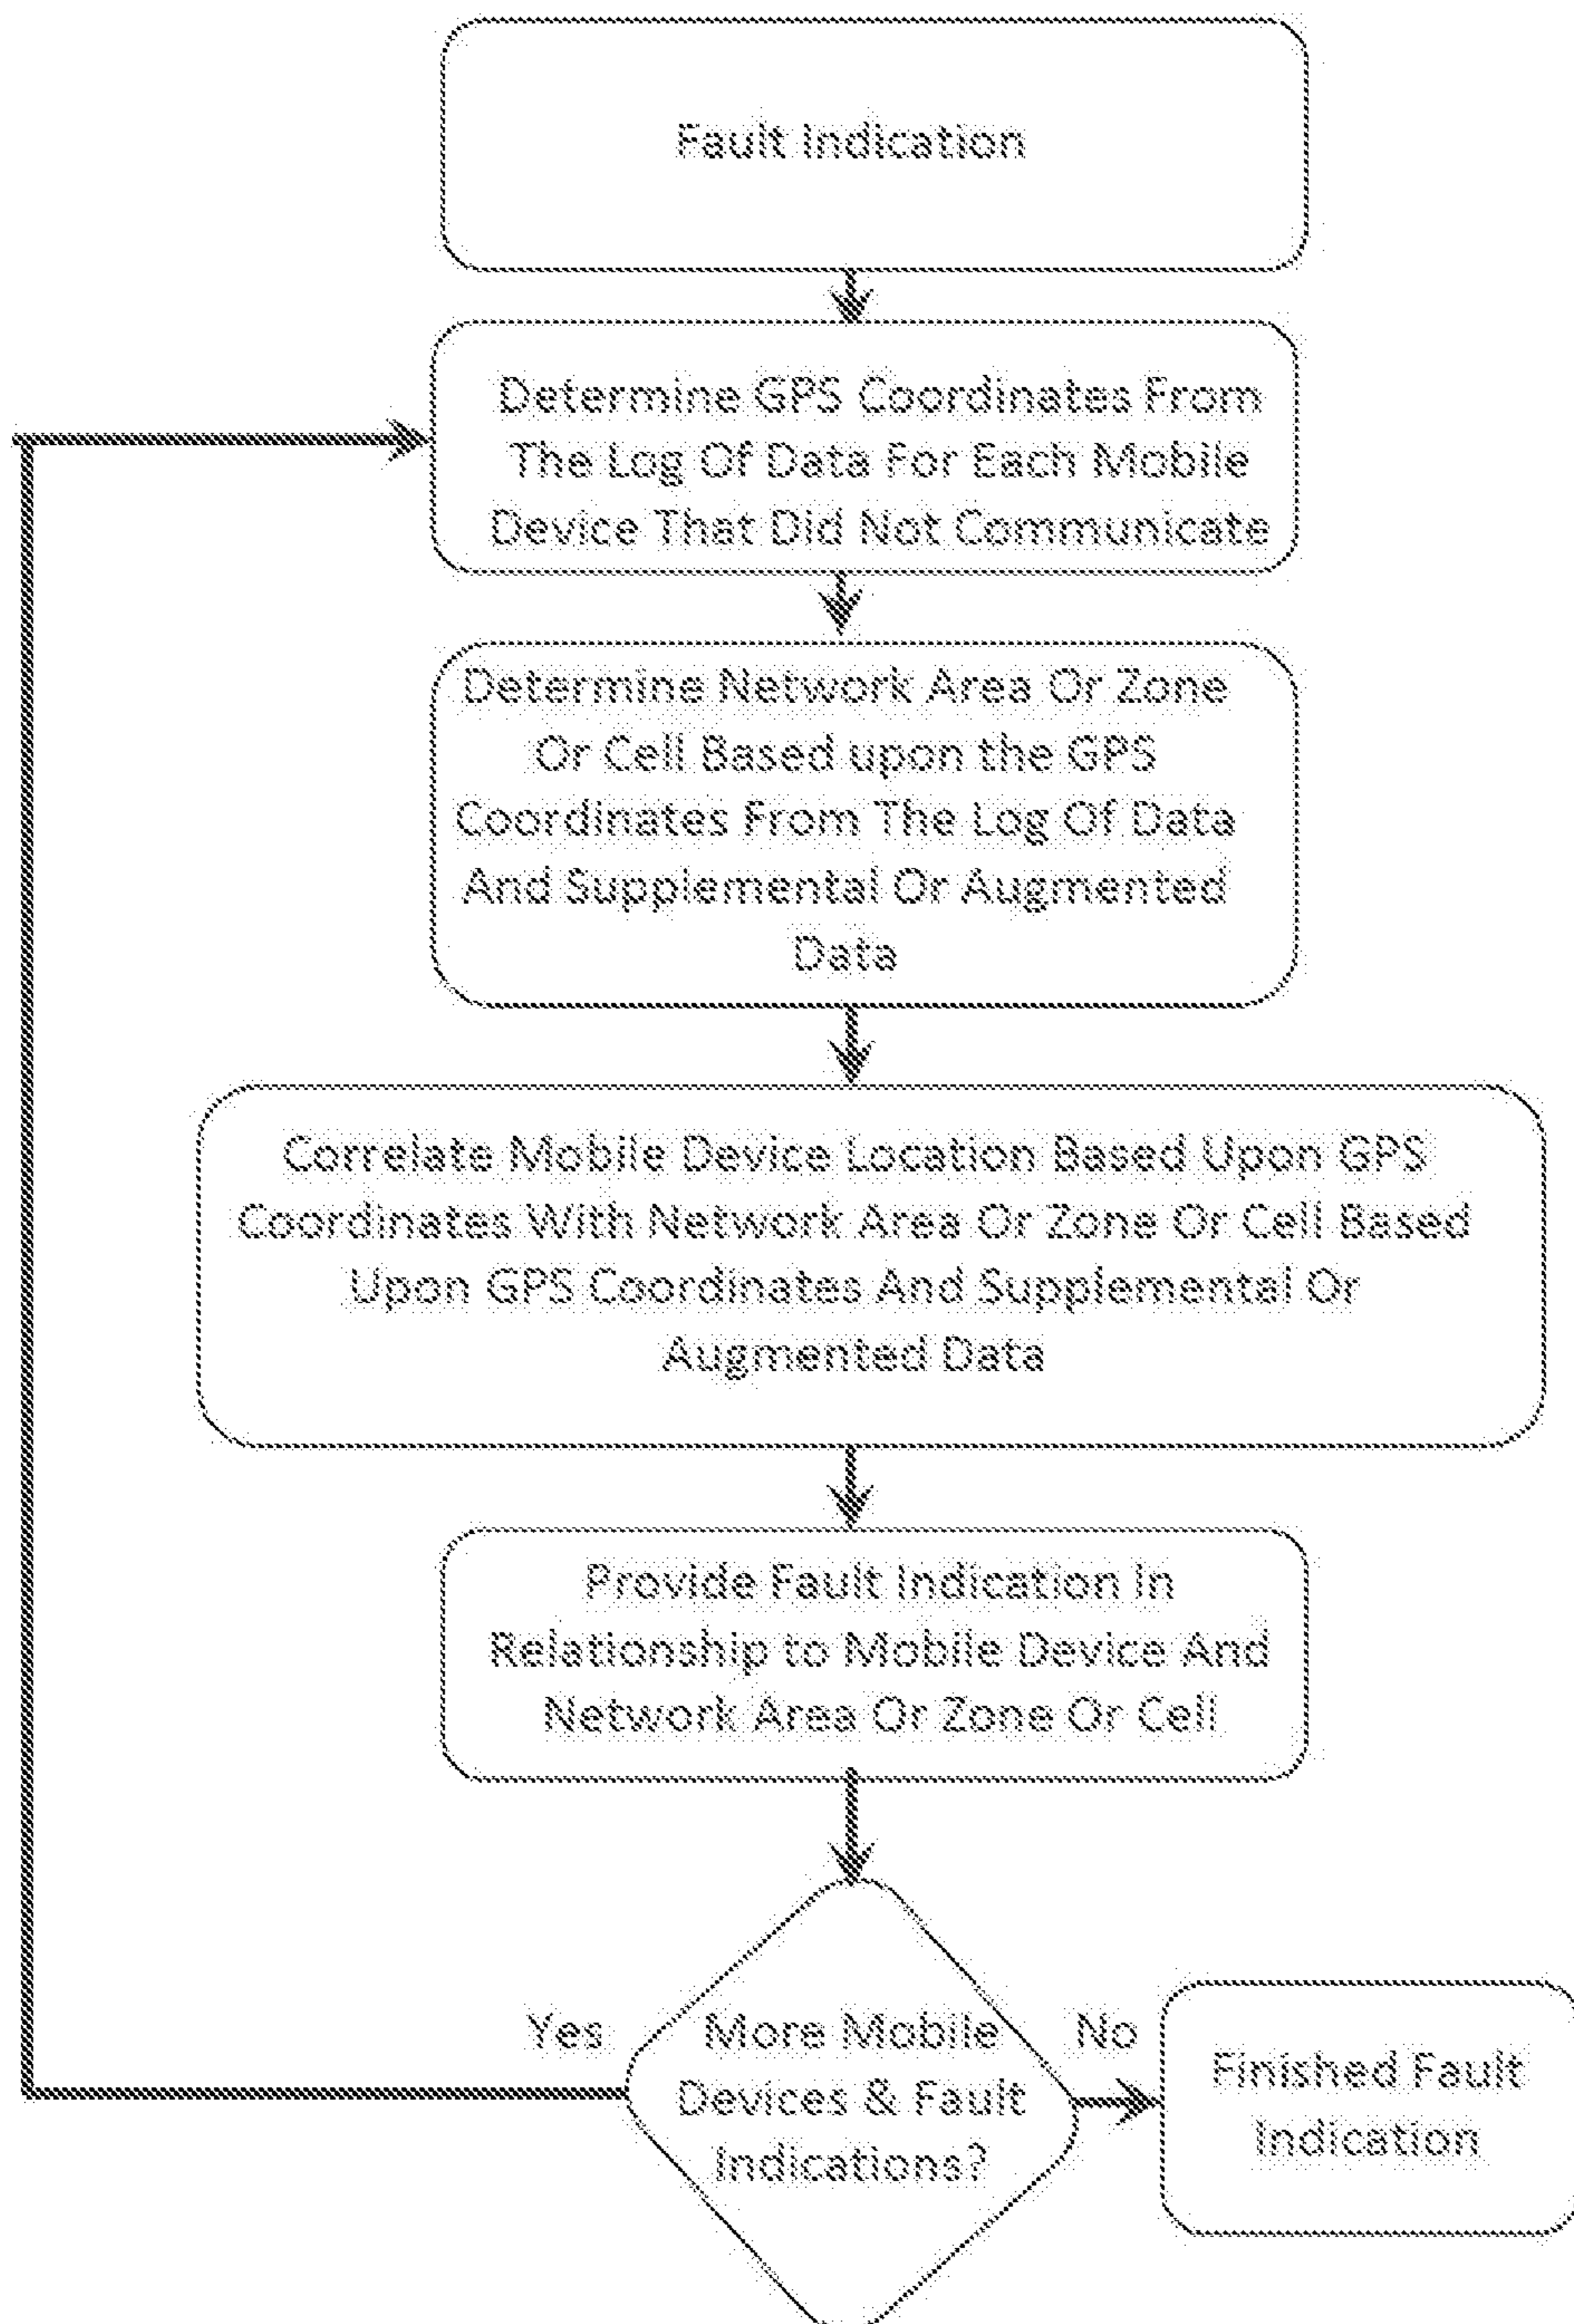 Fault Indication
Determine GPS Coordinates From
The Log Of Data For Each Mobile
Device That Did Not Communicate
Determine Network Area Or Zone
Or Cell Based upon the GPS
Coordinates From The Log Of Data
And Supplemental Or Augmented
Data
Correlate Mobile Device Location Based Upon GPS
Coordinates With Network Area Or Zone Or Cell Based
Upon GPS Coordinates And Supplemental Or
Augmented Data
Provide Fault Indication In
Relationship to Mobile Device And
Network Area Or Zone Or Cell
Yes
More Mobile
Devices & Fault
Indications?
No
Finished Fault
Indication